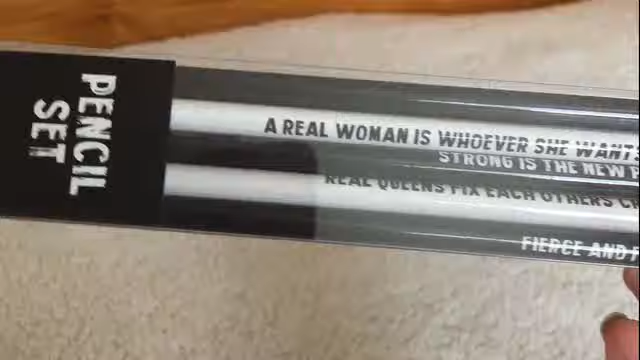 PENCIL
SET
A REAL WOMAN IS WHOEVER SHE WANTS
STRONG IS THE NEW
REAL QUEENS FIX EACH OTHERS
FIERCE AND